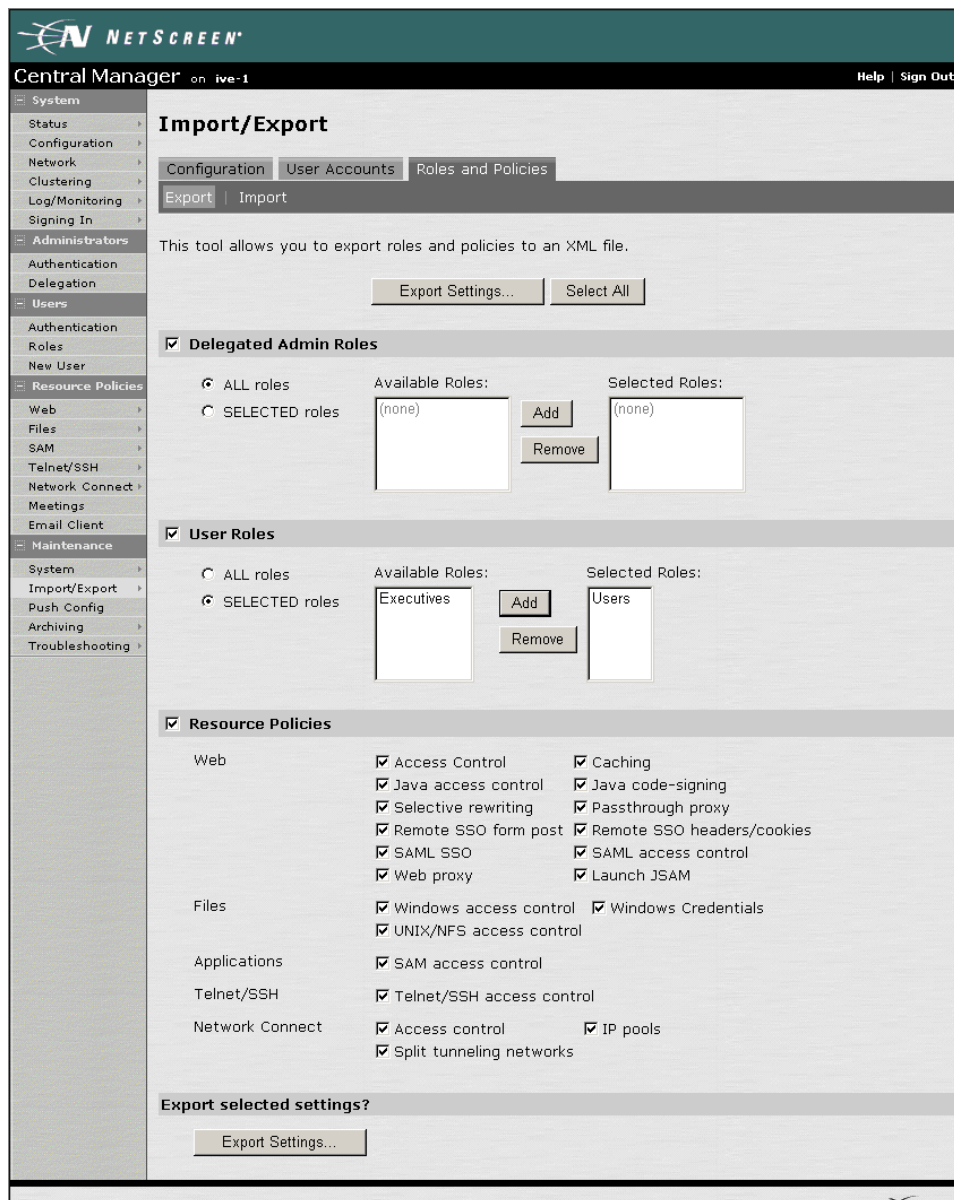 NETSCREEN
Central Manager on ive-1
Help | Sign Out
System
Status
Configuration
Network
Clustering
Log/Monitoring
Signing In
Administrators
Authentication
Delegation
Users
Authentication
Roles
New User
Resource Policies
Web
Files
SAM
Telnet/SSH
Network Connect
Meetings
Email Client
Maintenance
System
Import/Export
Push Config
Archiving
Troubleshooting
Import/Export
Configuration User Accounts Roles and Policies
Export | Import
This tool allows you to export roles and policies to an XML file.
Export Settings... Select All
Delegated Admin Roles
ALL roles
SELECTED roles
Available Roles:
(none)
Add
Remove
Selected Roles:
(none)
User Roles
ALL roles
SELECTED roles
Available Roles:
Executives
Add
Remove
Selected Roles:
Users
Resource Policies
Web
Access Control Caching
Java access control Java code-signing
Selective rewriting Passthrough proxy
Remote SSO form post Remote SSO headers/cookies
SAML SSO SAML access control
Web proxy Launch JSAM
Files
Windows access control Windows Credentials
UNIX/NFS access control
Applications
SAM access control
Telnet/SSH
Telnet/SSH access control
Network Connect
Access control IP pools
Split tunneling networks
Export selected settings?
Export Settings...